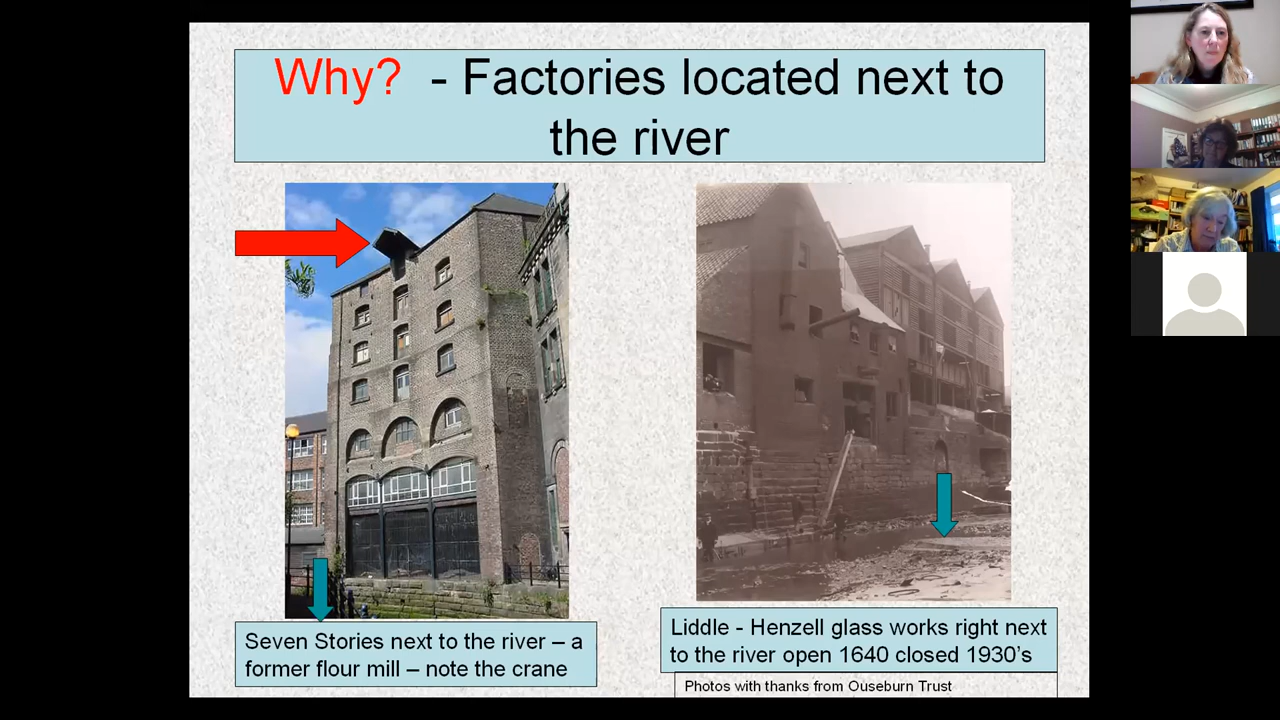 Why? - Factories located next to
the river
Seven Stories next to the river – a
former flour mill – note the crane
Liddle - Henzell glass works right next
to the river open 1640 closed 1930’s
Photos with thanks from Ouseburn Trust